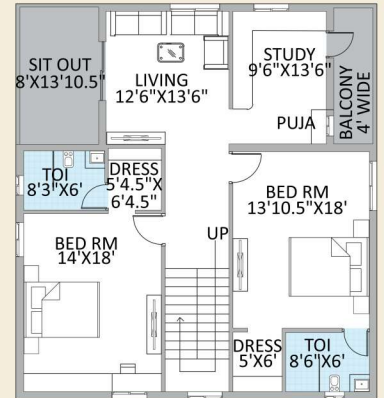 SIT OUT
8'X13'10.5"
LIVING
12'6"X13'6"
STUDY
9'6"X13'6"
PUJA
BALCONY
4' WIDE
TOI
8'3"X6'
DRESS
5'4.5"X
6'4.5"
BED RM
13'10.5"X18'
BED RM
14'X18'
UP
DRESS
5'X6'
TOI
8'6"X6'